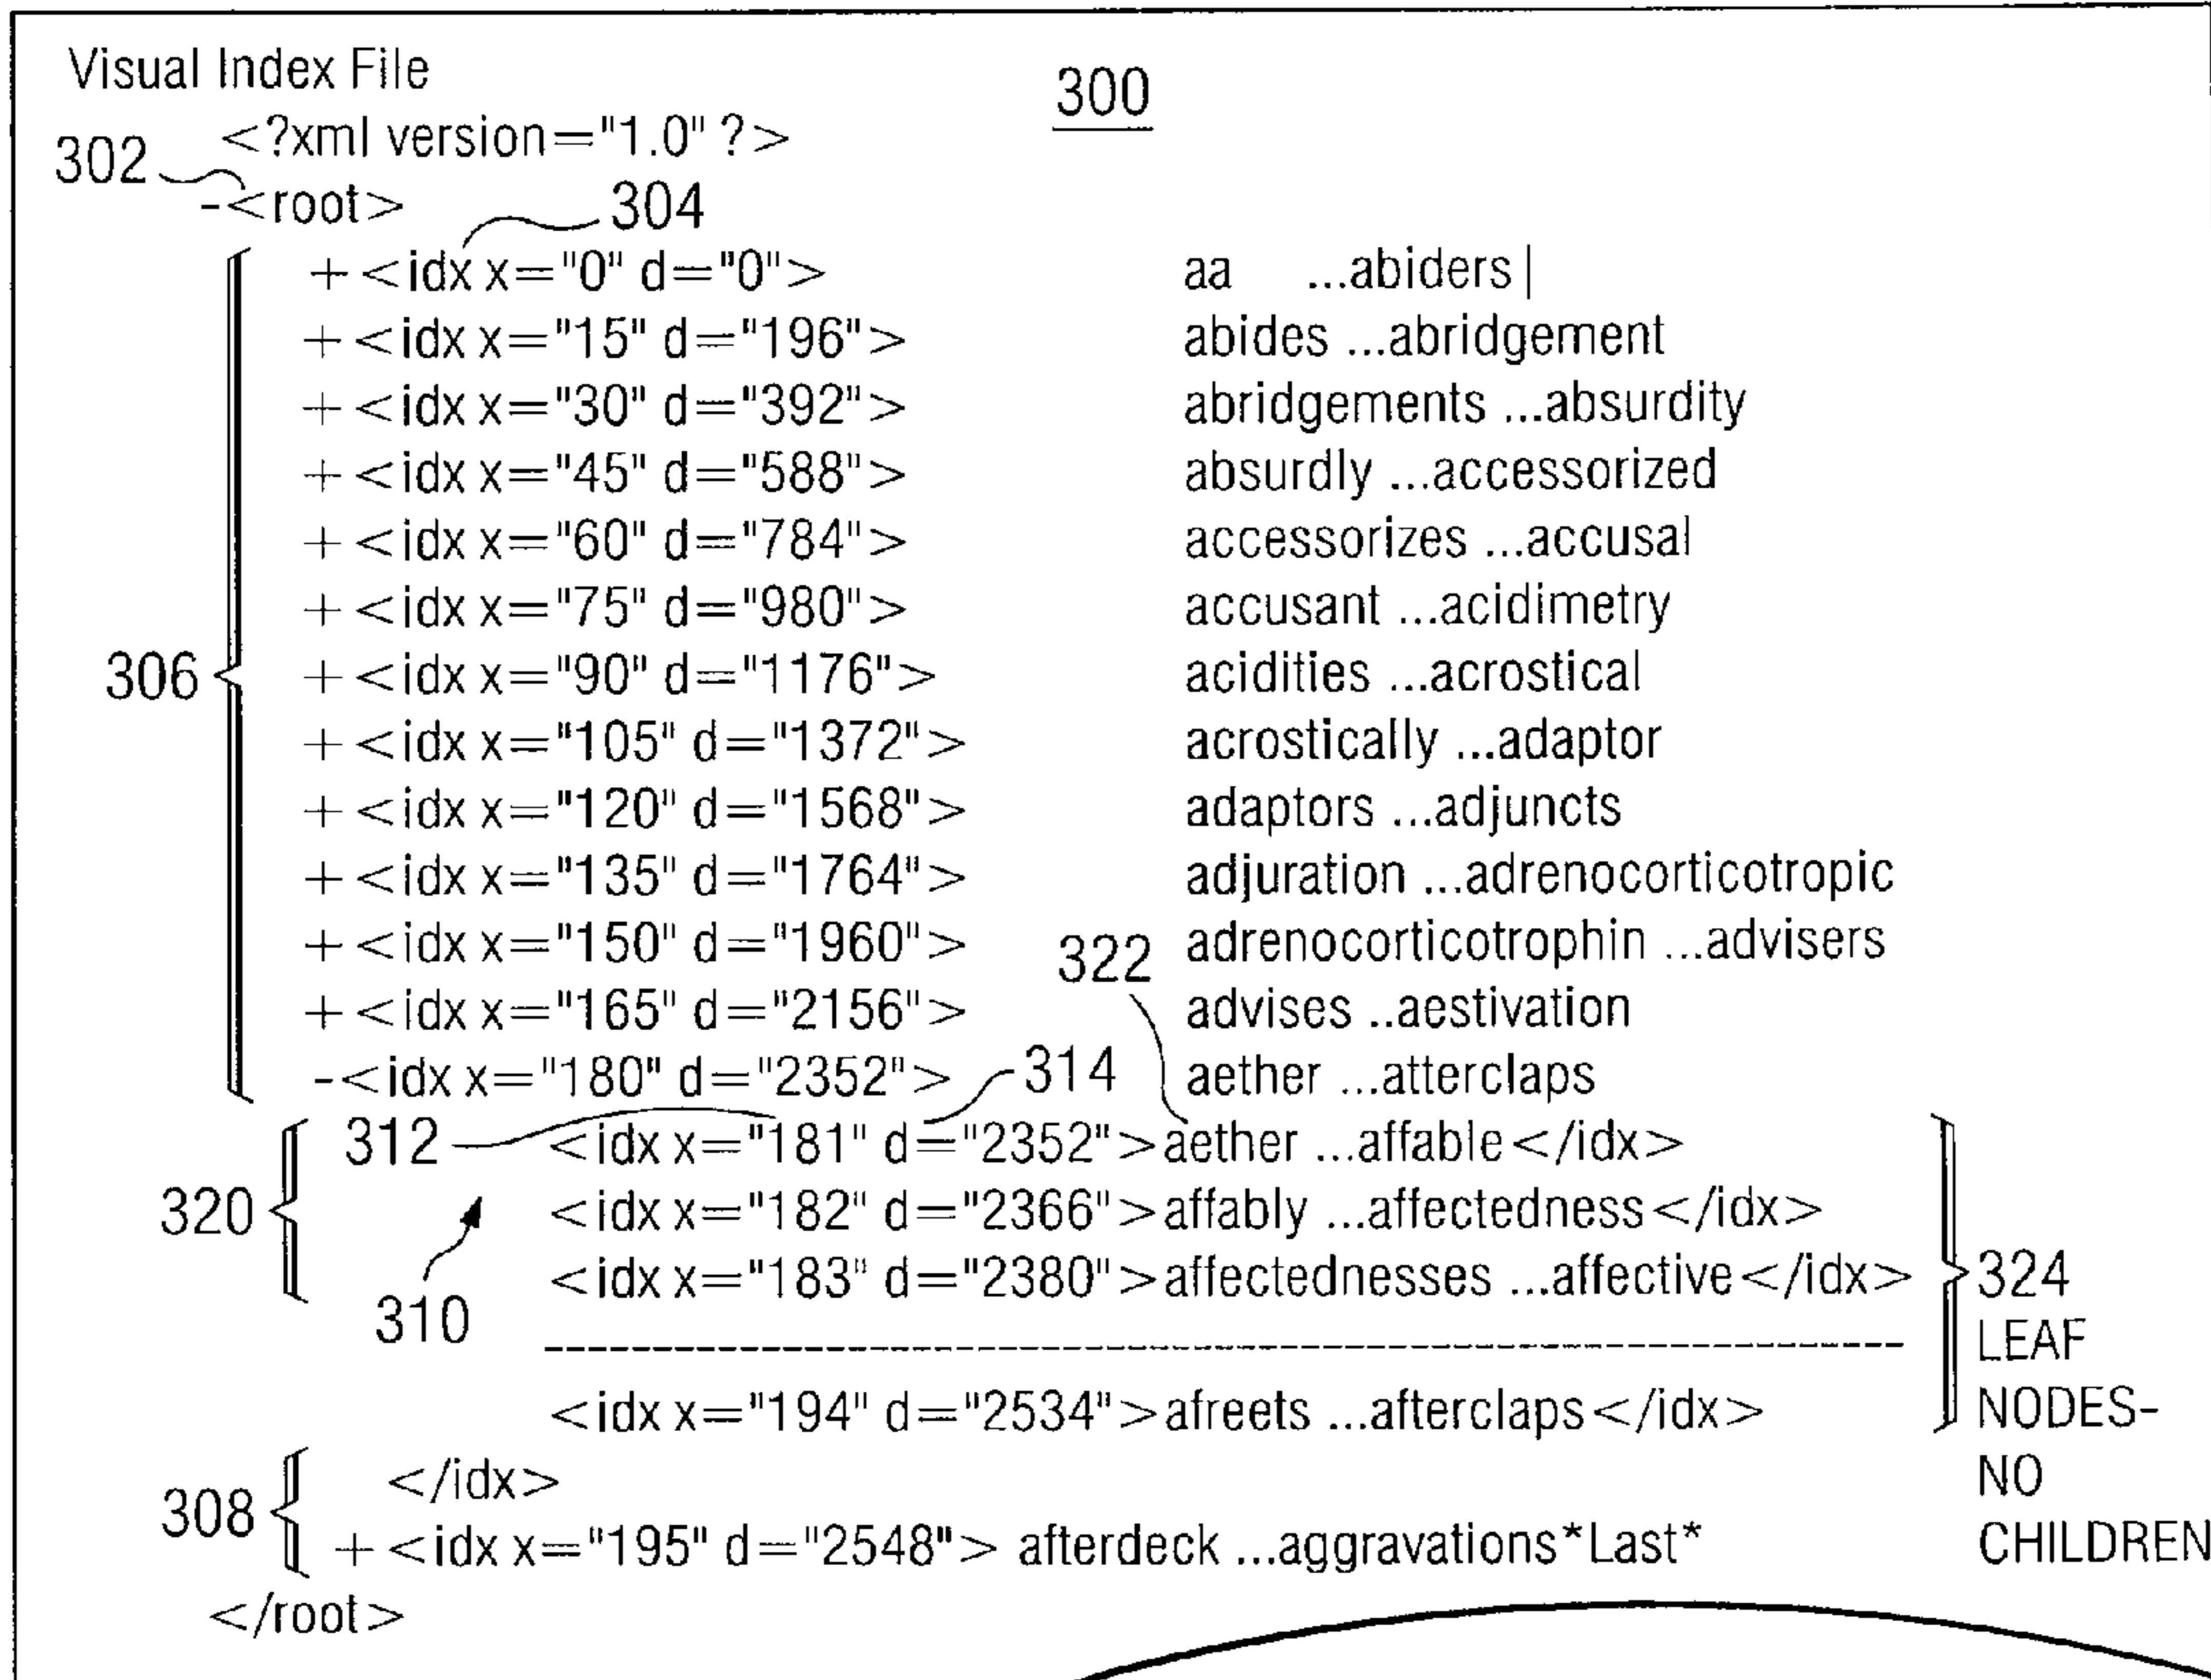 Visual Index File
300
<?xml version="1.0" ?>
302
-<root>
304
+<idx x="0" d="0"> aa ...abiders|
+<idx x="15" d="196"> abides ...abridgement
+<idx x="30" d="392"> abridgements ...absurdity
+<idx x="45" d="588"> absurdly ...accessorized
+<idx x="60" d="784"> accessorizes ...accusal
+<idx x="75" d="980"> accusant ...acidimetry
306 +<idx x="90" d="1176"> acidities ...acrostical
+<idx x="105" d="1372"> acrostically ...adaptor
+<idx x="120" d="1568"> adaptors ...adjuncts
+<idx x="135" d="1764"> adjuration ...adrenocorticotropic
+<idx x="150" d="1960"> 322 adrenocorticotrophin ...advisers
+<idx x="165" d="2156"> advises ..aestivation
-<idx x="180" d="2352"> 314 aether ...atterclaps
312 <idx x="181" d="2352">aether ...affable</idx>
320 <idx x="182" d="2366">affably ...affectedness</idx>
<idx x="183" d="2380">affectednesses ...affective</idx> 324
310
LEAF
<idx x="194" d="2534">afreets ...afterclaps</idx> NODES-
</idx> NO
308 +<idx x="195" d="2548"> afterdeck ...aggravations*Last* CHILDREN
</root>